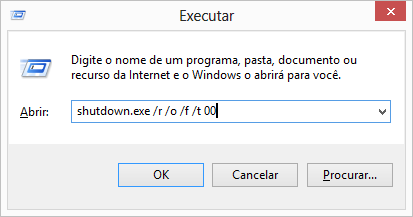 Executar
Digite o nome de um programa, pasta, documento ou
recurso da Internet e o Windows o abrirá para você.
Abrir: shutdown.exe /r /o /f /t 00
OK Cancelar Procurar...